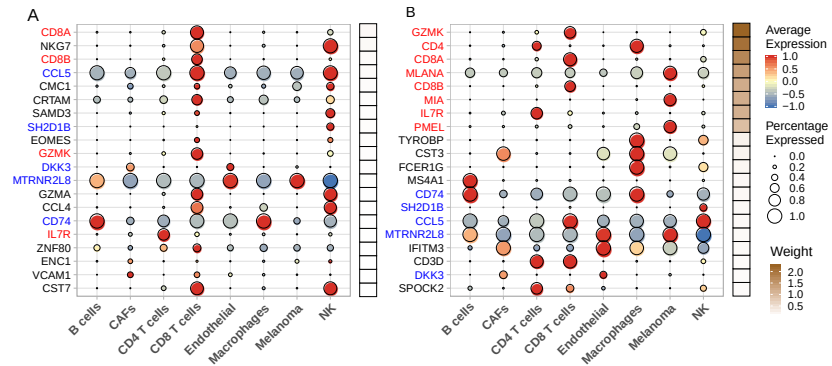 A
CD8A
NKG7
CD8B
CCL5
CMC1
CRTAM
SAMD3
SH2D1B
EOMES
GZMK
DKK3
MTRNR2L8
GZMA
CCL4
CD74
IL7R
ZNF80
ENC1
VCAM1
CST7
B cells
CAFs
CD4 T cells
CD8 T cells
Endothelial
Macrophages
Melanoma
NK
B
GZMK
CD4
CD8A
MLANA
CD8B
MIA
IL7R
PMEL
TYROBP
CST3
FCER1G
MS4A1
CD74
SH2D1B
CCL5
MTRNR2L8
IFITM3
CD3D
DKK3
SPOCK2
B cells
CAFs
CD4 T cells
CD8 T cells
Endothelial
Macrophages
Melanoma
NK
Average
Expression
1.0
0.5
0.0
−0.5
−1.0
Percentage
Expressed
0.0
0.2
0.4
0.6
0.8
1.0
Weight
2.0
1.5
1.0
0.5